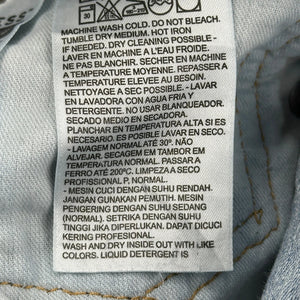 30
MACHINE WASH COLD. DO NOT BLEACH.
TUMBLE DRY MEDIUM. HOT IRON
IF NEEDED. DRY CLEANING POSSIBLE -
LAVER EN MACHINE A L'EAU FROIDE.
NE PAS BLANCHIR. SECHER EN MACHINE A
TEMPERATURE MOYENNE. REPASSER A
TEMPERATURE ELEVEE AU BESOIN.
NETTOYAGE A SEC POSSIBLE - LAVAR
EN LAVADORA CON AGUA FRIA Y
DETERGENTE. NO USAR BLANQUEADOR.
SECADO MEDIO EN SECADORA.
PLANCHAR EN TEMPERATURA ALTA SI ES
NECESARIO. ES POSIBLE LAVAR EN SECO.
- LAVAGEM NORMAL ATÉ 30º. NÃO
ALVEJAR. SECAGEM EM TAMBOR EM
TEMPERATURA NORMAL. PASSAR A
FERRO ATÉ 200ºC. LIMPEZA A SECO
PROFISSIONAL P, NORMAL.
- MESIN CUCI DENGAN SUHU RENDAH.
JANGAN GUNAKAN PEMUTIH. MESIN
PENGERING DENGAN SUHU SEDANG
(NORMAL). SETRIKA DENGAN SUHU
TINGGI JIKA DIPERLUKAN. DAPAT DICUCI
KERING PROFESIONAL.
WASH AND DRY INSIDE OUT WITH LIKE
COLORS. LIQUID DETERGENT IS